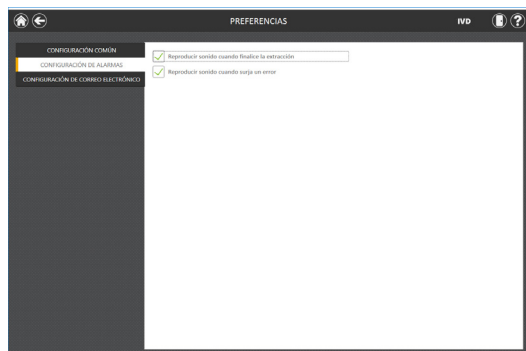 PREFERENCIAS
IVD
?
CONFIGURACIÓN COMÚN
CONFIGURACIÓN DE ALARMAS
CONFIGURACIÓN DE CORREO ELECTRÓNICO
Reproducir sonido cuando finalice la extracción
Reproducir sonido cuando surja un error